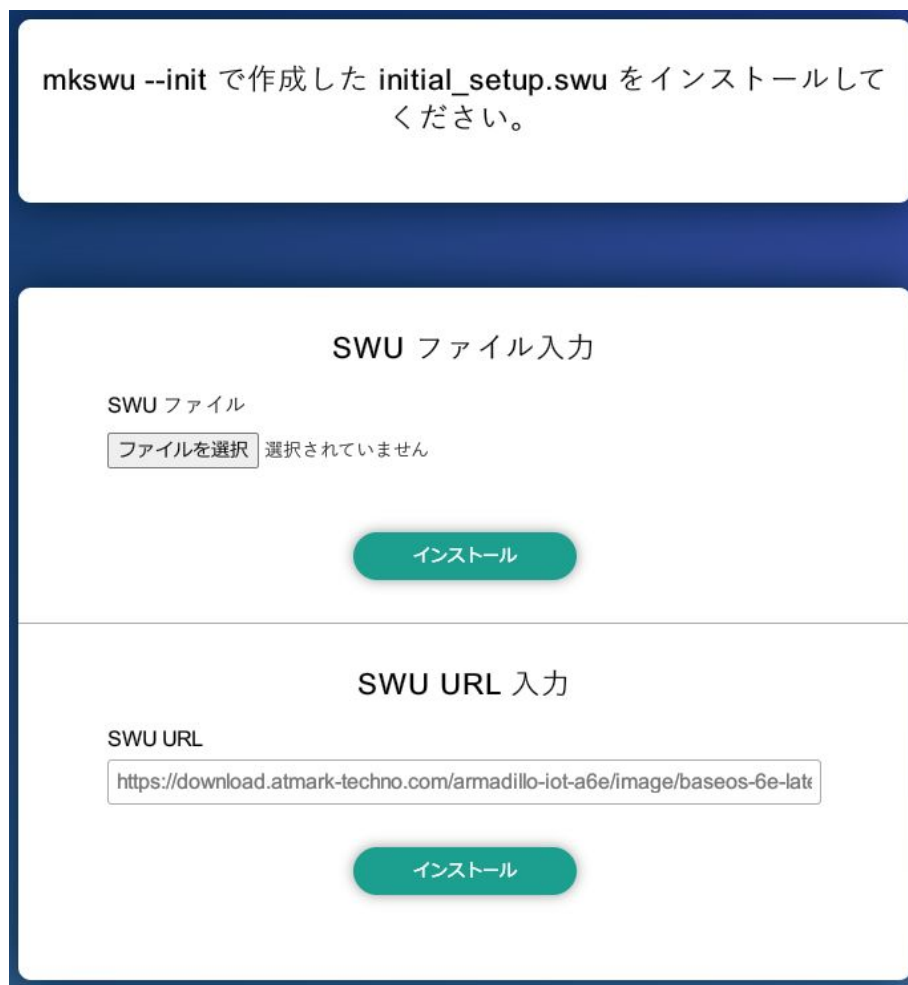 mkswu --init で作成した initial_setup.swu をインストールして
ください。
SWU ファイル入力
SWU ファイル
ファイルを選択 選択されていません
インストール
SWU URL 入力
SWU URL
https://download.atmark-techno.com/armadillo-iot-a6e/image/baseos-6e-late
インストール